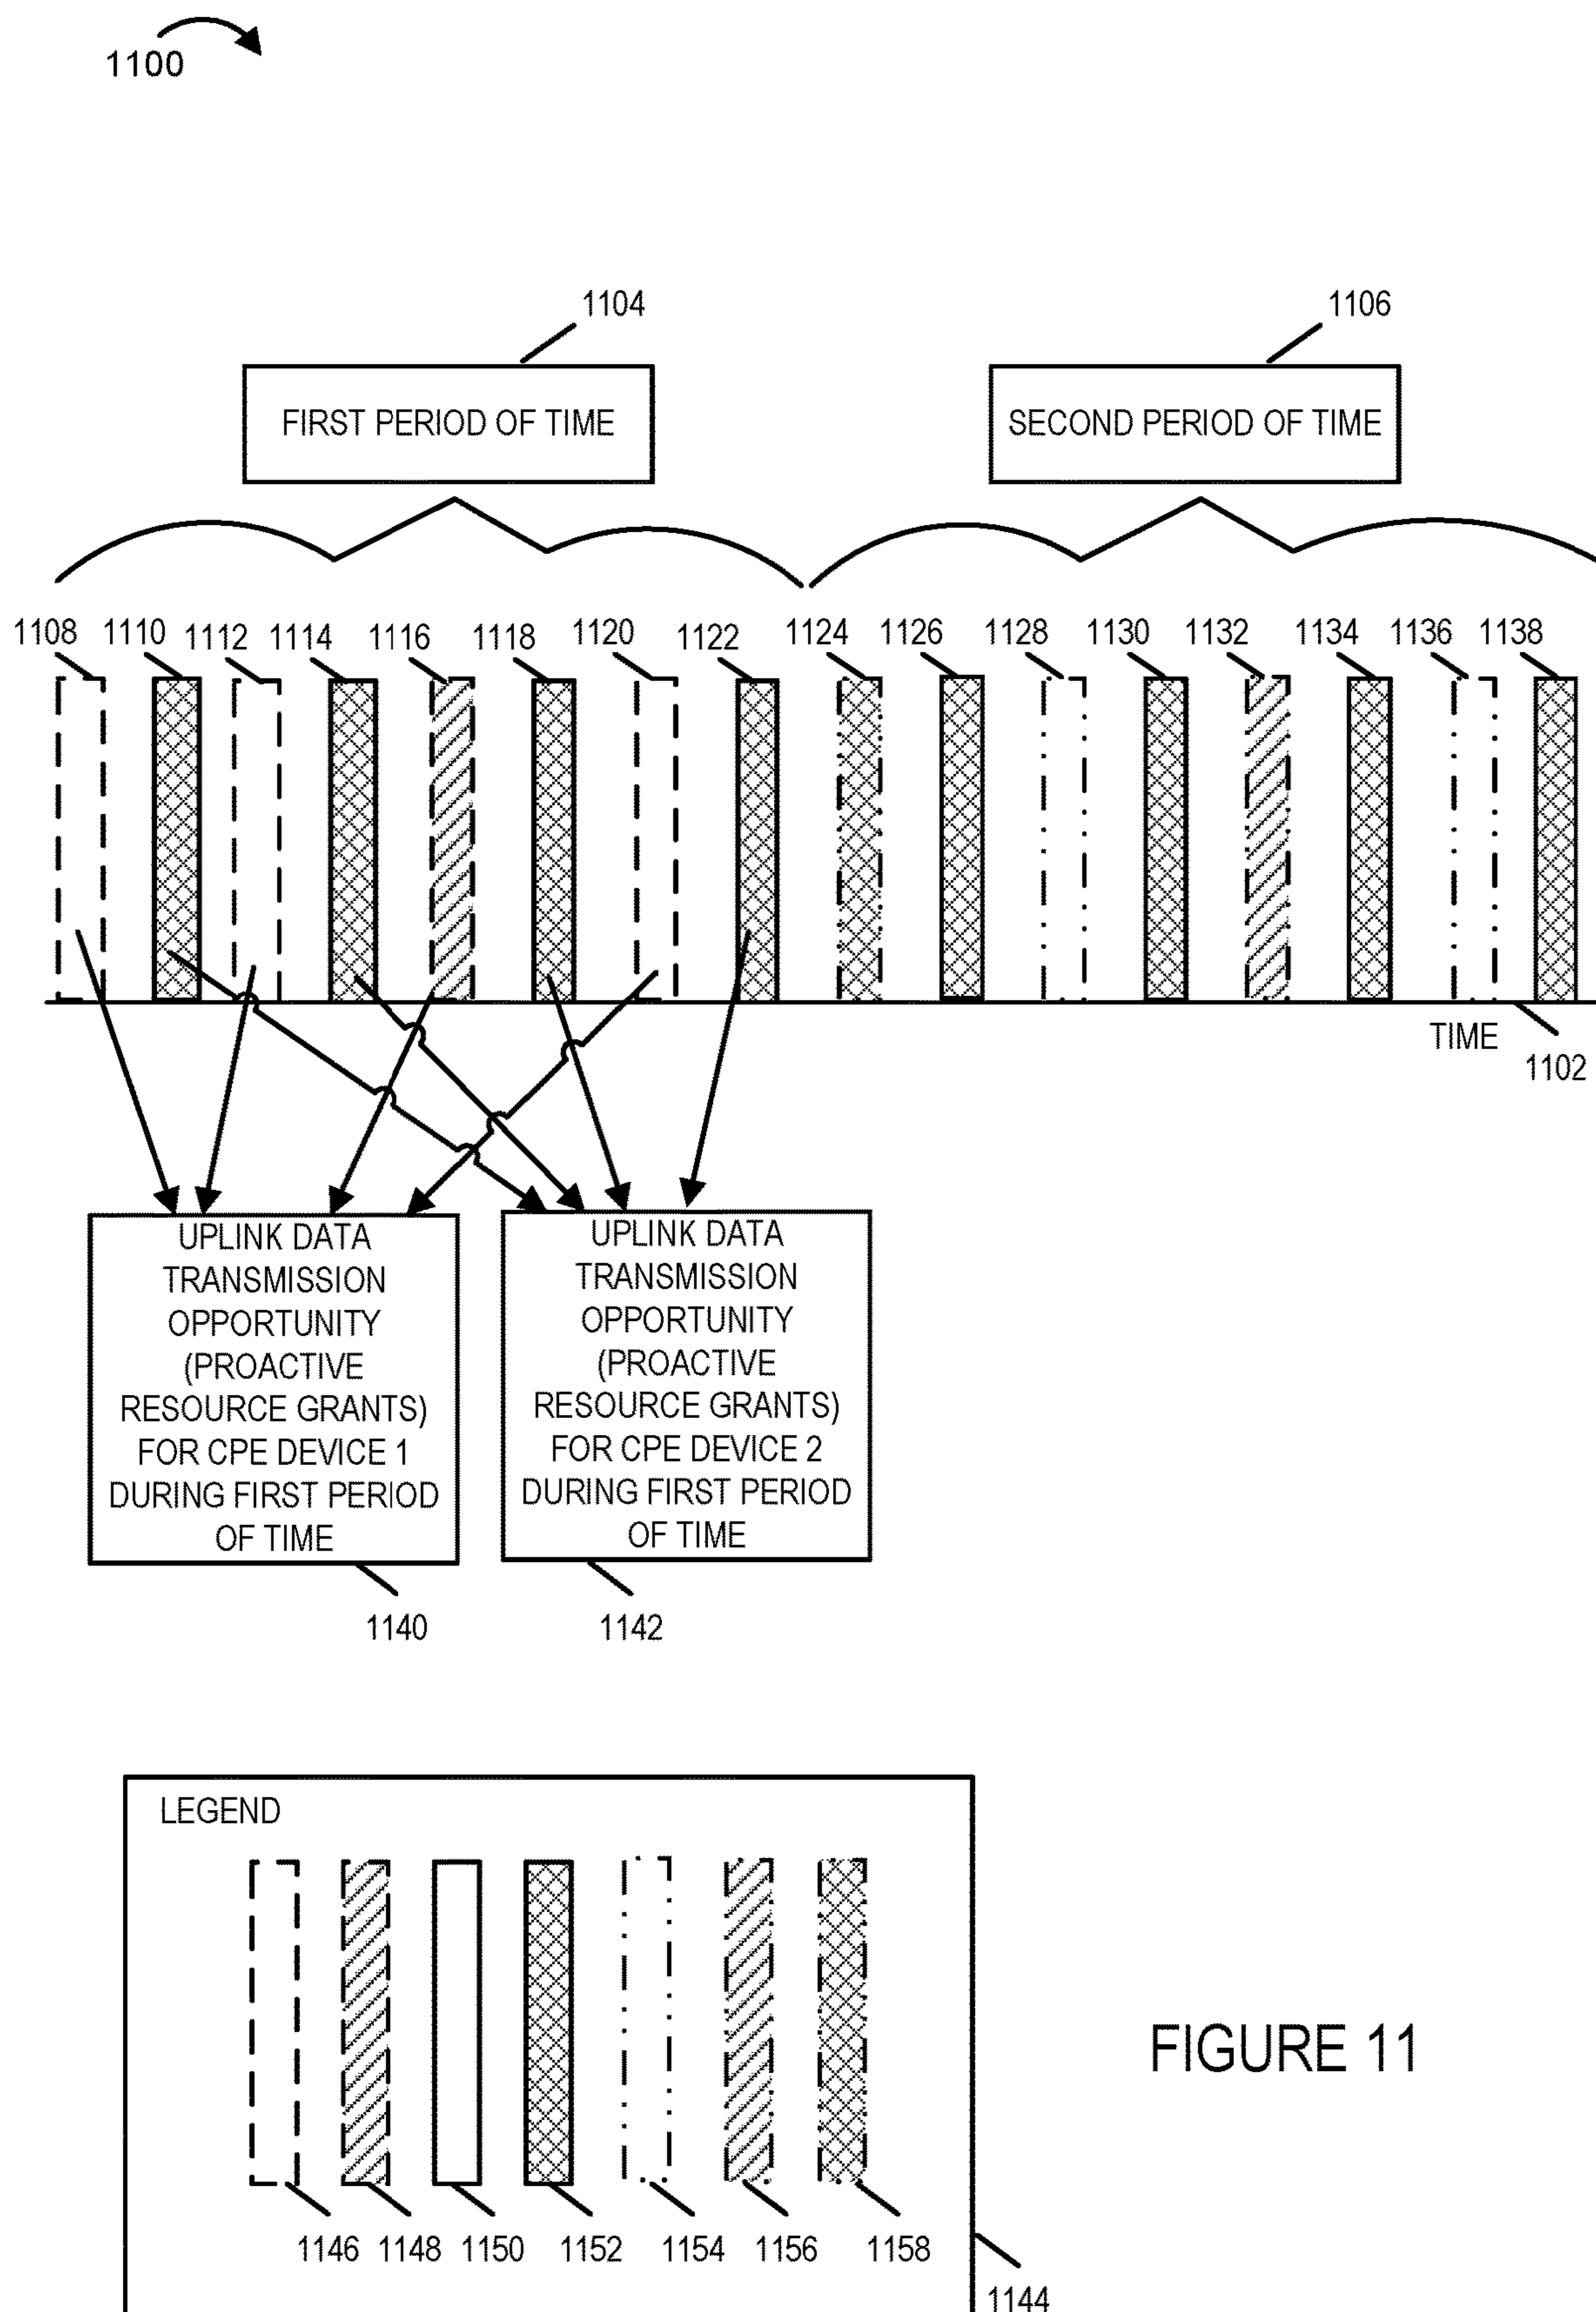 1100
1104
1106
FIRST PERIOD OF TIME
SECOND PERIOD OF TIME
1108 1110 1112 1114 1116 1118 1120 1122 1124 1126 1128 1130 1132 1134 1136 1138
TIME
1102
UPLINK DATA
TRANSMISSION
OPPORTUNITY
(PROACTIVE
RESOURCE GRANTS)
FOR CPE DEVICE 1
DURING FIRST PERIOD
OF TIME
UPLINK DATA
TRANSMISSION
OPPORTUNITY
(PROACTIVE
RESOURCE GRANTS)
FOR CPE DEVICE 2
DURING FIRST PERIOD
OF TIME
1140
1142
LEGEND
1146 1148 1150 1152 1154 1156 1158
1144
FIGURE 11